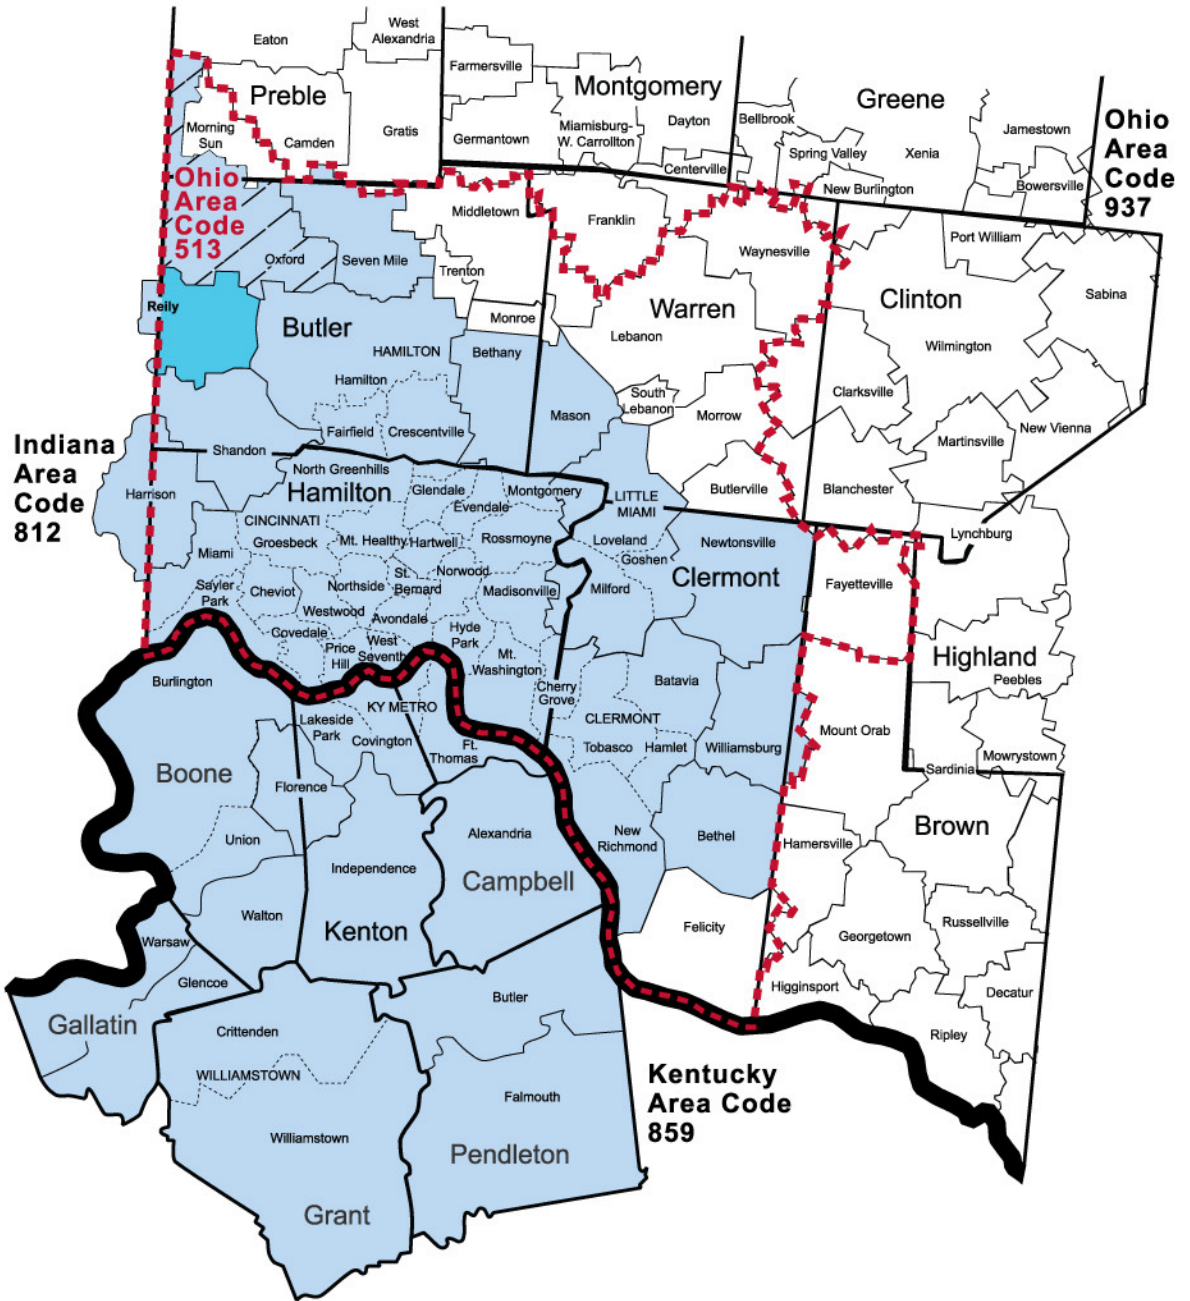 Eaton
West
Alexandria
Farmersville
Montgomery
Greene
Preble
Morning
Sun
Camden
Gratis
Germantown
Miamisburg-
W. Carrollton
Dayton
Centerville
Bellbrook
Spring Valley
Xenia
Jamestown
Bowersville
New Burlington
Ohio
Area
Code
937
Ohio
Area
Code
513
Middletown
Franklin
Waynesville
Port William
Sabina
Oxford
Seven Mile
Trenton
Reily
Butler
Monroe
Warren
Lebanon
Clinton
Wilmington
HAMILTON
Bethany
Hamilton
Fairfield
Crescentville
Mason
South
Lebanon
Morrow
Clarksville
Martinsville
New Vienna
Indiana
Area
Code
812
Shandon
North Greenhills
Harrison
Hamilton
Glendale
Montgomery
Evendale
LITTLE
MIAMI
Butlerville
Blanchester
Lynchburg
CINCINNATI
Groesbeck
Mt. Healthy
Hartwell
Rossmoyne
Loveland
Goshen
Newtonsville
Miami
Sayler
Park
Cheviot
Northside
St.
Bernard
Norwood
Madisonville
Milford
Clermont
Fayetteville
Westwood
Avondale
Covedale
Price
Hill
West
Seventh
Hyde
Park
Mt.
Washington
Cherry
Grove
Batavia
Highland
Peebles
Burlington
Lakeside
Park
KY METRO
Covington
Ft.
Thomas
CLERMONT
Tobasco
Hamlet
Williamsburg
Mount Orab
Mowrystown
Sardinia
Boone
Florence
Union
Alexandria
New
Richmond
Bethel
Hamersville
Brown
Independence
Campbell
Walton
Kenton
Felicity
Georgetown
Russellville
Warsaw
Glencoe
Higginsport
Decatur
Gallatin
Crittenden
Butler
Ripley
WILLIAMSTOWN
Kentucky
Area Code
859
Falmouth
Williamstown
Pendleton
Grant